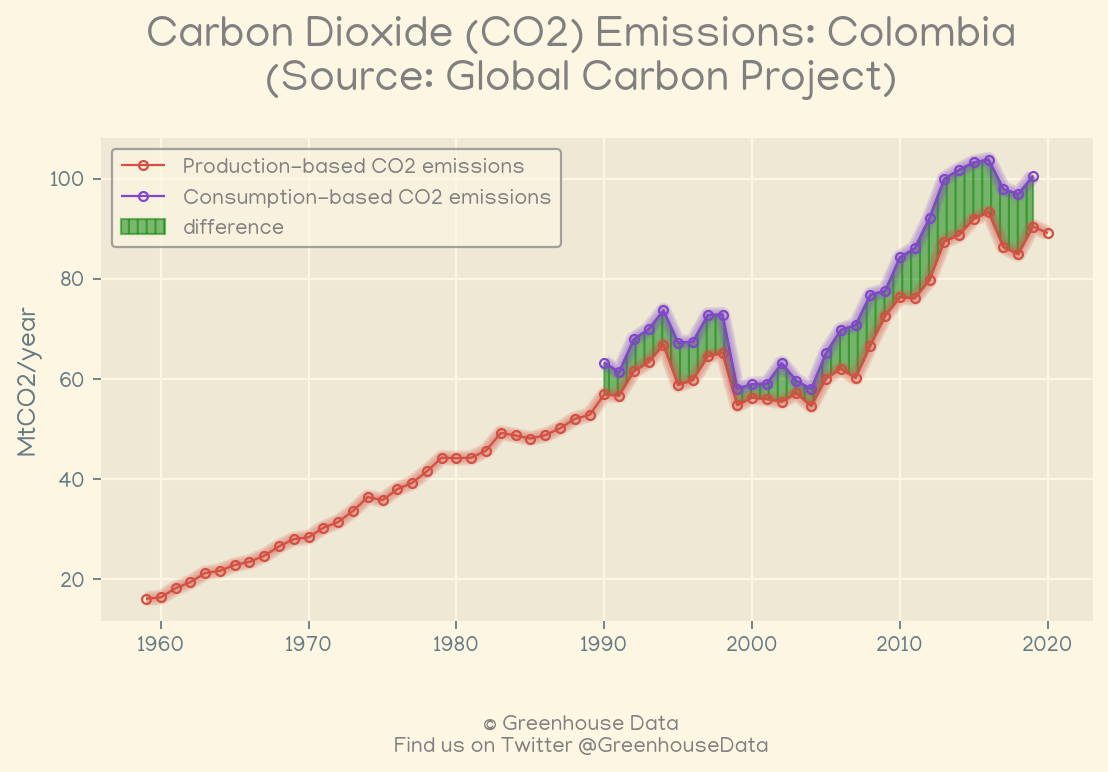 Carbon Dioxide (CO2) Emissions: Colombia
(Source: Global Carbon Project)
Production-based CO2 emissions
Consumption-based CO2 emissions
difference
MtCO2/year
100
80
60
40
20
1960 1970 1980 1990 2000 2010 2020
© Greenhouse Data
Find us on Twitter @GreenhouseData